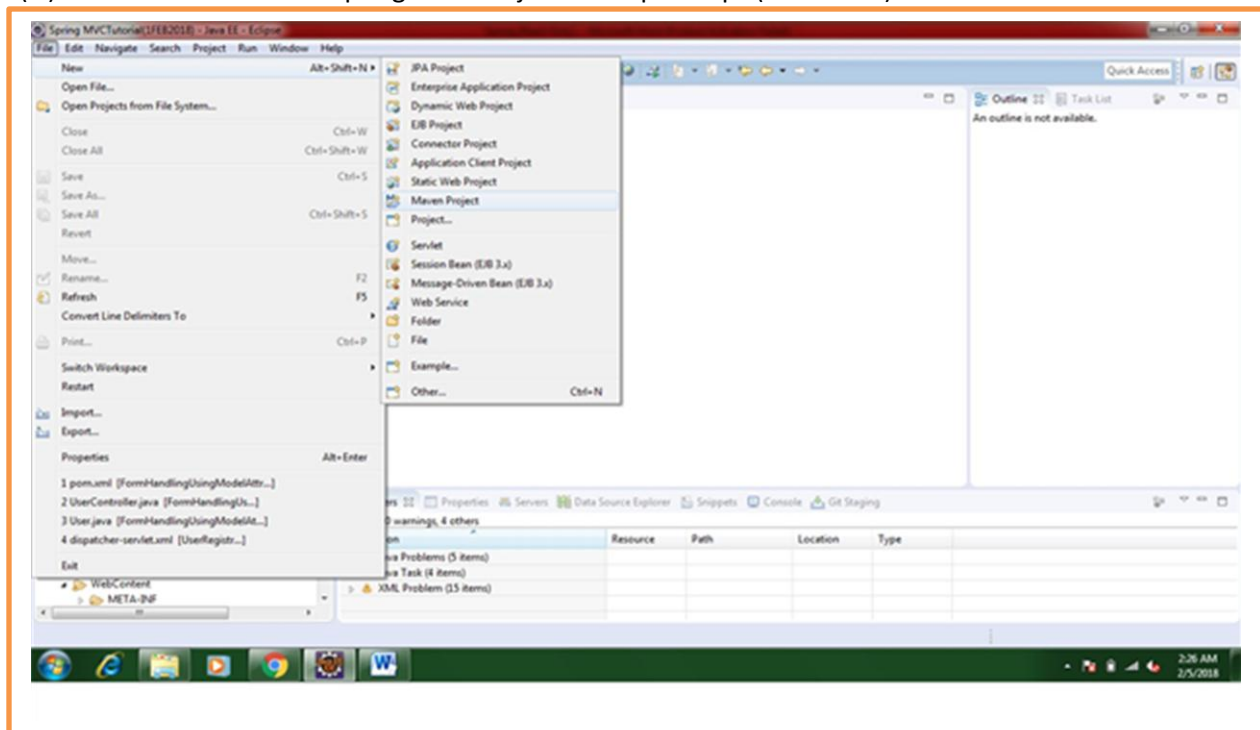 Spring MVCTutorial(1FEB2018) - Java EE - Eclipse
File Edit Navigate Search Project Run Window Help
Quick Access
New Alt+Shift+N
Open File...
Open Projects from File System...
Close Ctrl+W
Close All Ctrl+Shift+W
Save Ctrl+S
Save As...
Save All Ctrl+Shift+S
Revert
Move...
Rename... F2
Refresh F5
Convert Line Delimiters To
Print... Ctrl+P
Switch Workspace
Restart
Import...
Export...
Properties Alt+Enter
1 pom.xml [FormHandlingUsingModelAttr...]
2 UserController.java [FormHandlingUs...]
3 User.java [FormHandlingUsingModelAt...]
4 dispatcher-servlet.xml [UserRegistr...]
Exit
JPA Project
Enterprise Application Project
Dynamic Web Project
EJB Project
Connector Project
Application Client Project
Static Web Project
Maven Project
Project...
Servlet
Session Bean (EJB 3.x)
Message-Driven Bean (EJB 3.x)
Web Service
Folder
File
Example...
Other... Ctrl+N
Outline Task List
An outline is not available.
Properties Servers Data Source Explorer Snippets Console Git Staging
warnings, 4 others
Resource Path Location Type
Problems (5 items)
Task (4 items)
XML Problem (15 items)
WebContent
META-INF
2:26 AM
2/5/2018